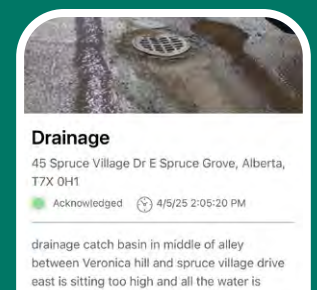 Drainage
45 Spruce Village Dr E Spruce Grove, Alberta,
T7X 0H1
Acknowledged 4/5/25 2:05:20 PM
drainage catch basin in middle of alley
between Veronica hill and spruce village drive
east is sitting too high and all the water is